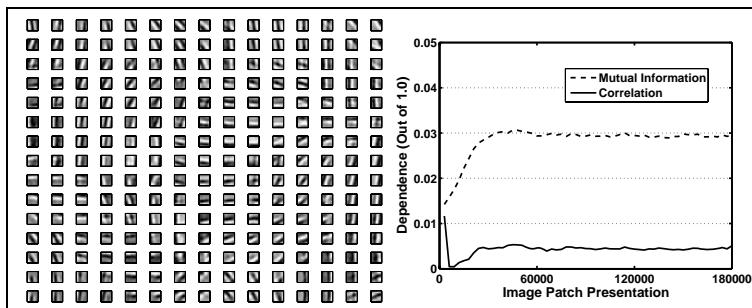 0.05
0.04
0.03
0.02
0.01
0
Dependence (Out of 1.0)
Mutual Information
Correlation
0
60000
120000
180000
Image Patch Presentation